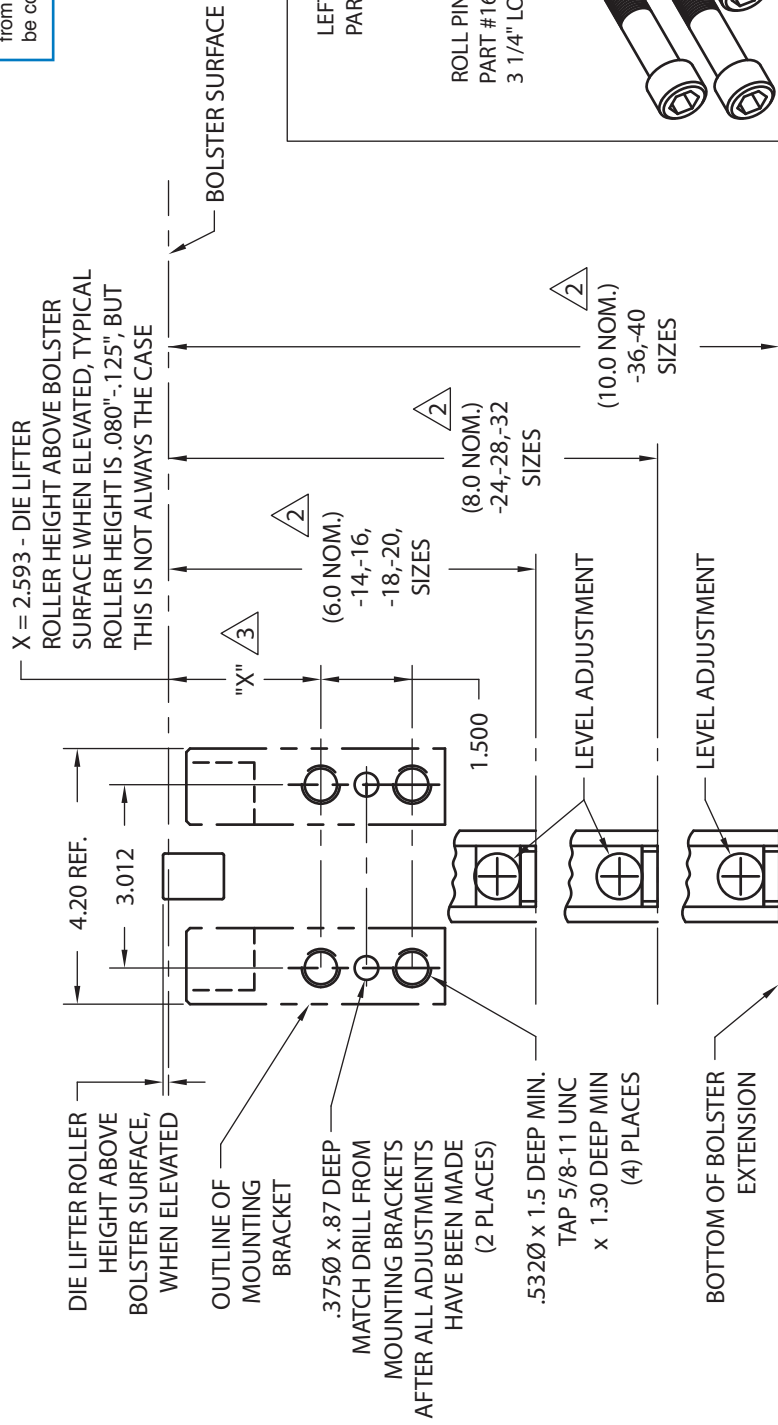 from
be co
X = 2.593 - DIE LIFTER
ROLLER HEIGHT ABOVE BOLSTER
SURFACE WHEN ELEVATED, TYPICAL
ROLLER HEIGHT IS .080"-.125", BUT
THIS IS NOT ALWAYS THE CASE
BOLSTER SURFACE
4.20 REF.
3.012
DIE LIFTER ROLLER
HEIGHT ABOVE
BOLSTER SURFACE,
WHEN ELEVATED
OUTLINE OF
MOUNTING
BRACKET
.375Ø x .87 DEEP
MATCH DRILL FROM
MOUNTING BRACKETS
AFTER ALL ADJUSTMENTS
HAVE BEEN MADE
(2 PLACES)
.532Ø x 1.5 DEEP MIN.
TAP 5/8-11 UNC
x 1.30 DEEP MIN
(4) PLACES
BOTTOM OF BOLSTER
EXTENSION
"X"
3
1.500
2
(6.0 NOM.)
-14,-16,
-18,-20,
SIZES
2
(8.0 NOM.)
-24,-28,-32
SIZES
2
(10.0 NOM.)
-36,-40
SIZES
LEVEL ADJUSTMENT
LEVEL ADJUSTMENT
LEFT
PAR
ROLL PIN
PART #16
3 1/4" LO